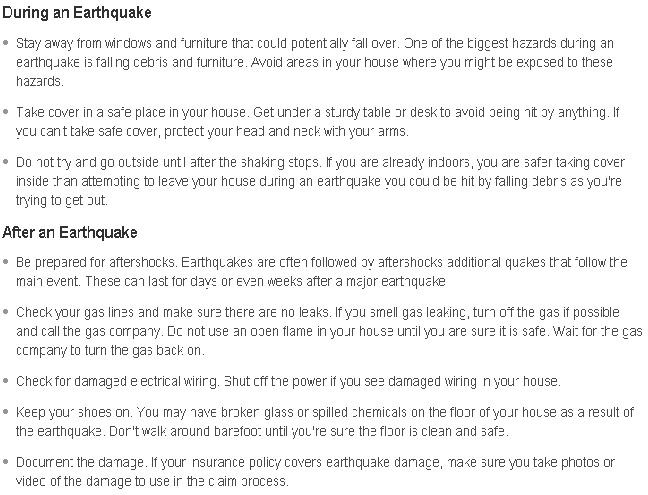 During an Earthquake
• Stay away from windows and furniture that could potentially fall over. One of the biggest hazards during an
earthquake is falling debris and furniture. Avoid areas in your house where you might be exposed to these
hazards.
• Take cover in a safe place in your house. Get under a sturdy table or desk to avoid being hit by anything. If
you can't take safe cover, protect your head and neck with your arms.
• Do not try and go outside until after the shaking stops. If you are already indoors, you are safer taking cover
inside than attempting to leave your house during an earthquake you could be hit by falling debris as you're
trying to get out.
After an Earthquake
• Be prepared for aftershocks. Earthquakes are often followed by aftershocks additional quakes that follow the
main event. These can last for days or even weeks after a major earthquake
• Check your gas lines and make sure there are no leaks. If you smell gas leaking, turn off the gas if possible
and call the gas company. Do not use an open flame in your house until you are sure it is safe. Wait for the gas
company to turn the gas back on.
• Check for damaged electrical wiring. Shut off the power if you see damaged wiring in your house.
• Keep your shoes on. You may have broken glass or spilled chemicals on the floor of your house as a result of
the earthquake. Don't walk around barefoot until you're sure the floor is clean and safe.
• Document the damage. If your insurance policy covers earthquake damage, make sure you take photos or
video of the damage to use in the claim process.